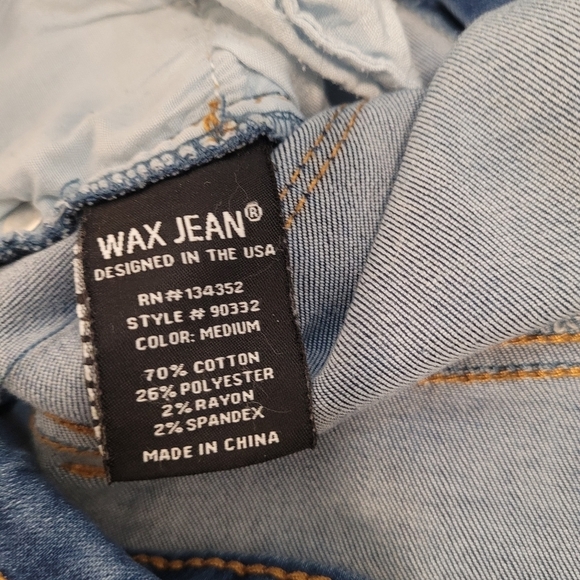 WAX JEAN®
DESIGNED IN THE USA
RN# 134352
STYLE # 90332
COLOR: MEDIUM
70% COTTON
26% POLYESTER
2% RAYON
2% SPANDEX
MADE IN CHINA